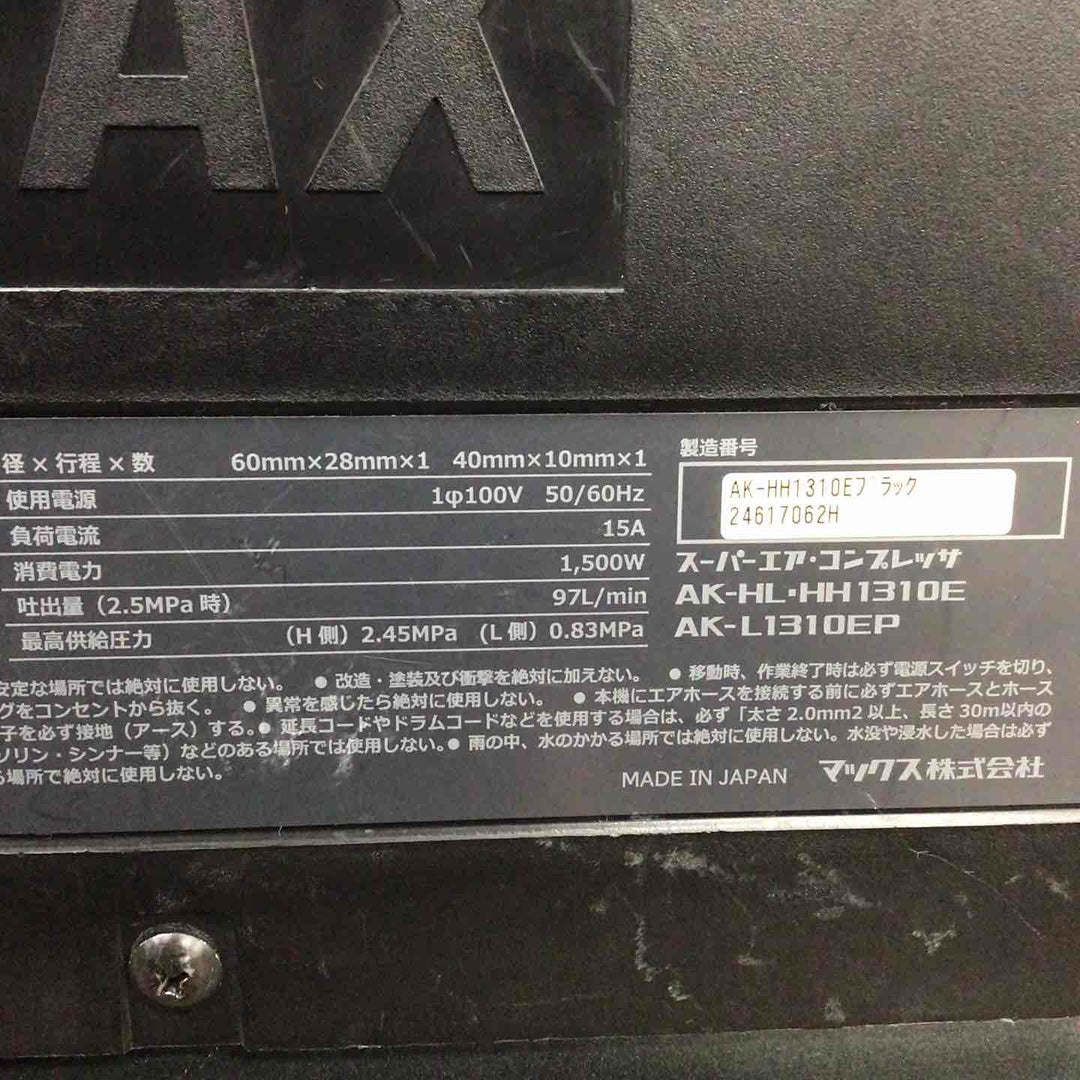 AX
径×行程×数 60mm×28mm×1 40mm×10mm×1
使用電源 1φ100V 50/60Hz
負荷電流 15A
消費電力 1,500W
吐出量（2.5MPa 時） 97L/min
最高供給圧力 （H 側）2.45MPa （L 側）0.83MPa
製造番号
AK-HH1310Eブラック
24617062H
スーパーエア・コンプレッサ
AK-HL・HH1310E
AK-L1310EP
安定な場所では絶対に使用しない。 ● 改造・塗装及び衝撃を絶対に加えない。 ● 移動時、作業終了時は必ず電源スイッチを切り、
グをコンセントから抜く。 ● 異常を感じたら絶対に使用しない。 ● 本機にエアホースを接続する前に必ずエアホースとホース
子を必ず接地（アース）する。● 延長コードやドラムコードなどを使用する場合は、必ず「太さ 2.0mm2 以上、長さ 30m以内の
ソリン・シンナー等）などのある場所では使用しない。● 雨の中、水のかかる場所では絶対に使用しない。水没や浸水した場合は必ず
る場所で絶対に使用しない。
MADE IN JAPAN マックス株式会社